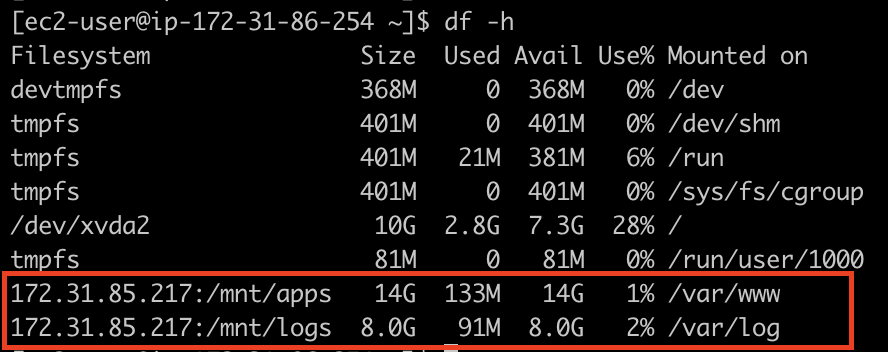 [ec2-user@ip-172-31-86-254 ~]$ df -h
Filesystem Size Used Avail Use% Mounted on
devtmpfs 368M 0 368M 0% /dev
tmpfs 401M 0 401M 0% /dev/shm
tmpfs 401M 21M 381M 6% /run
tmpfs 401M 0 401M 0% /sys/fs/cgroup
/dev/xvda2 10G 2.8G 7.3G 28% /
tmpfs 81M 0 81M 0% /run/user/1000
172.31.85.217:/mnt/apps 14G 133M 14G 1% /var/www
172.31.85.217:/mnt/logs 8.0G 91M 8.0G 2% /var/log